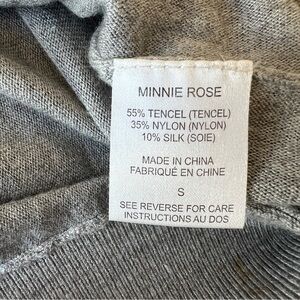 MINNIE ROSE
55% TENCEL (TENCEL)
35% NYLON (NYLON)
10% SILK (SOIE)
MADE IN CHINA
FABRIQUÉ EN CHINE
S
SEE REVERSE FOR CARE
INSTRUCTIONS AU DOS